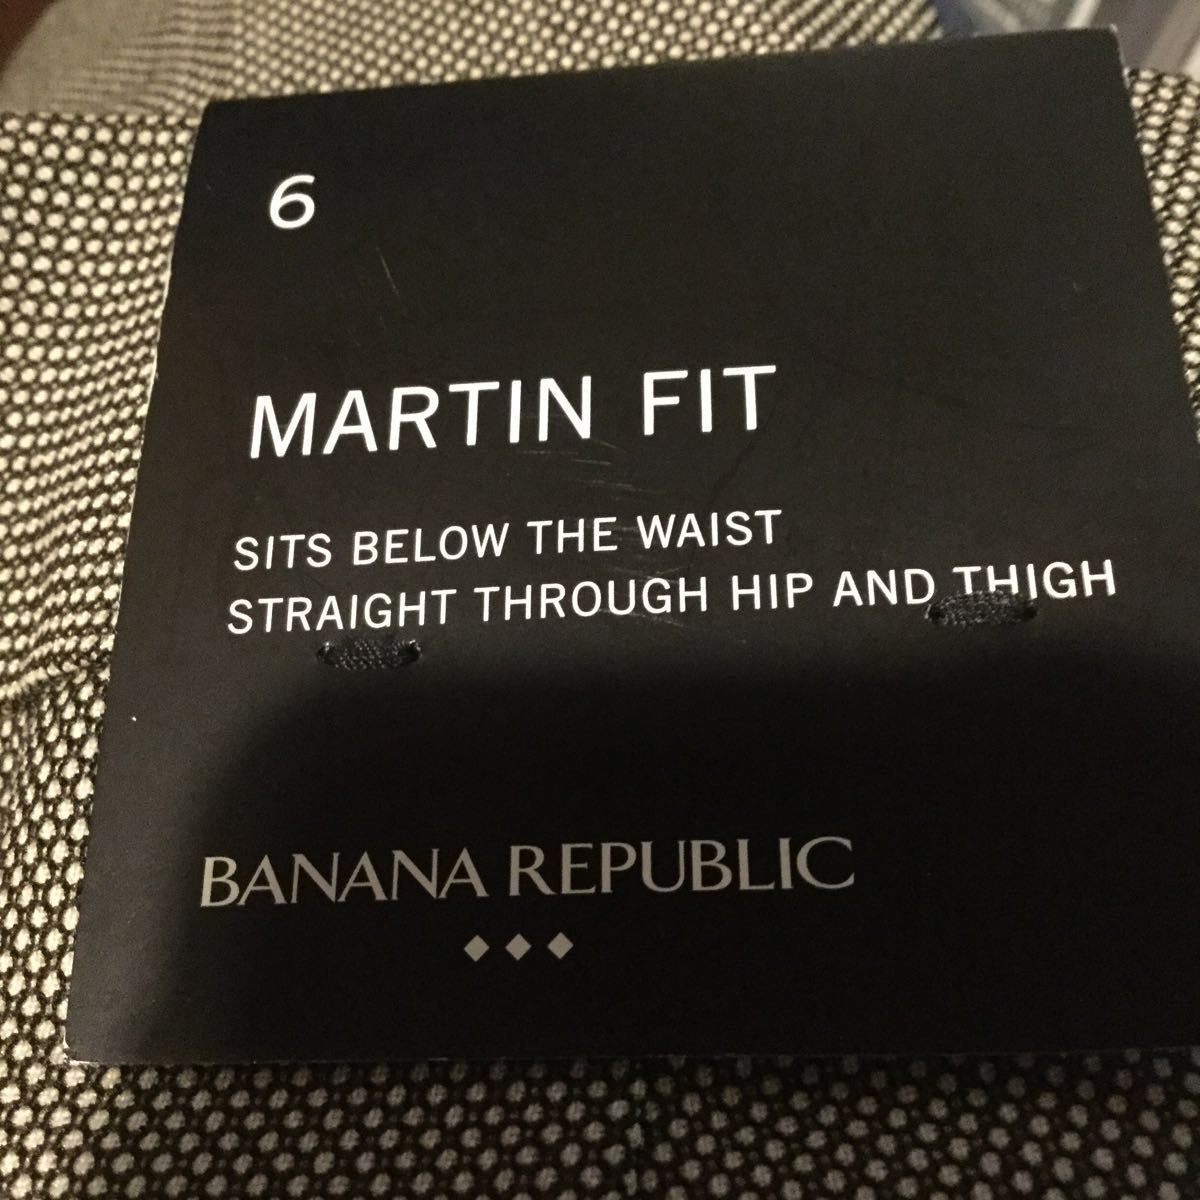 6
MARTIN FIT
SITS BELOW THE WAIST
STRAIGHT THROUGH HIP AND THIGH
BANANA REPUBLIC